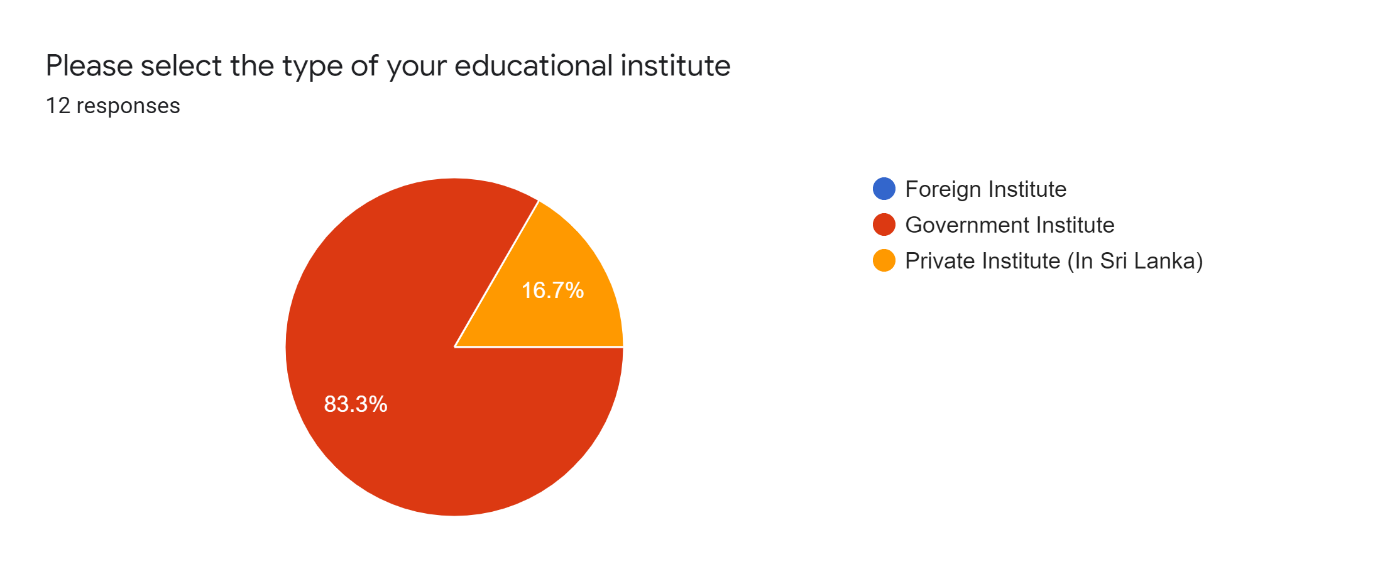 Please select the type of your educational institute
12 responses
Foreign Institute
Government Institute
Private Institute (In Sri Lanka)
16.7%
83.3%